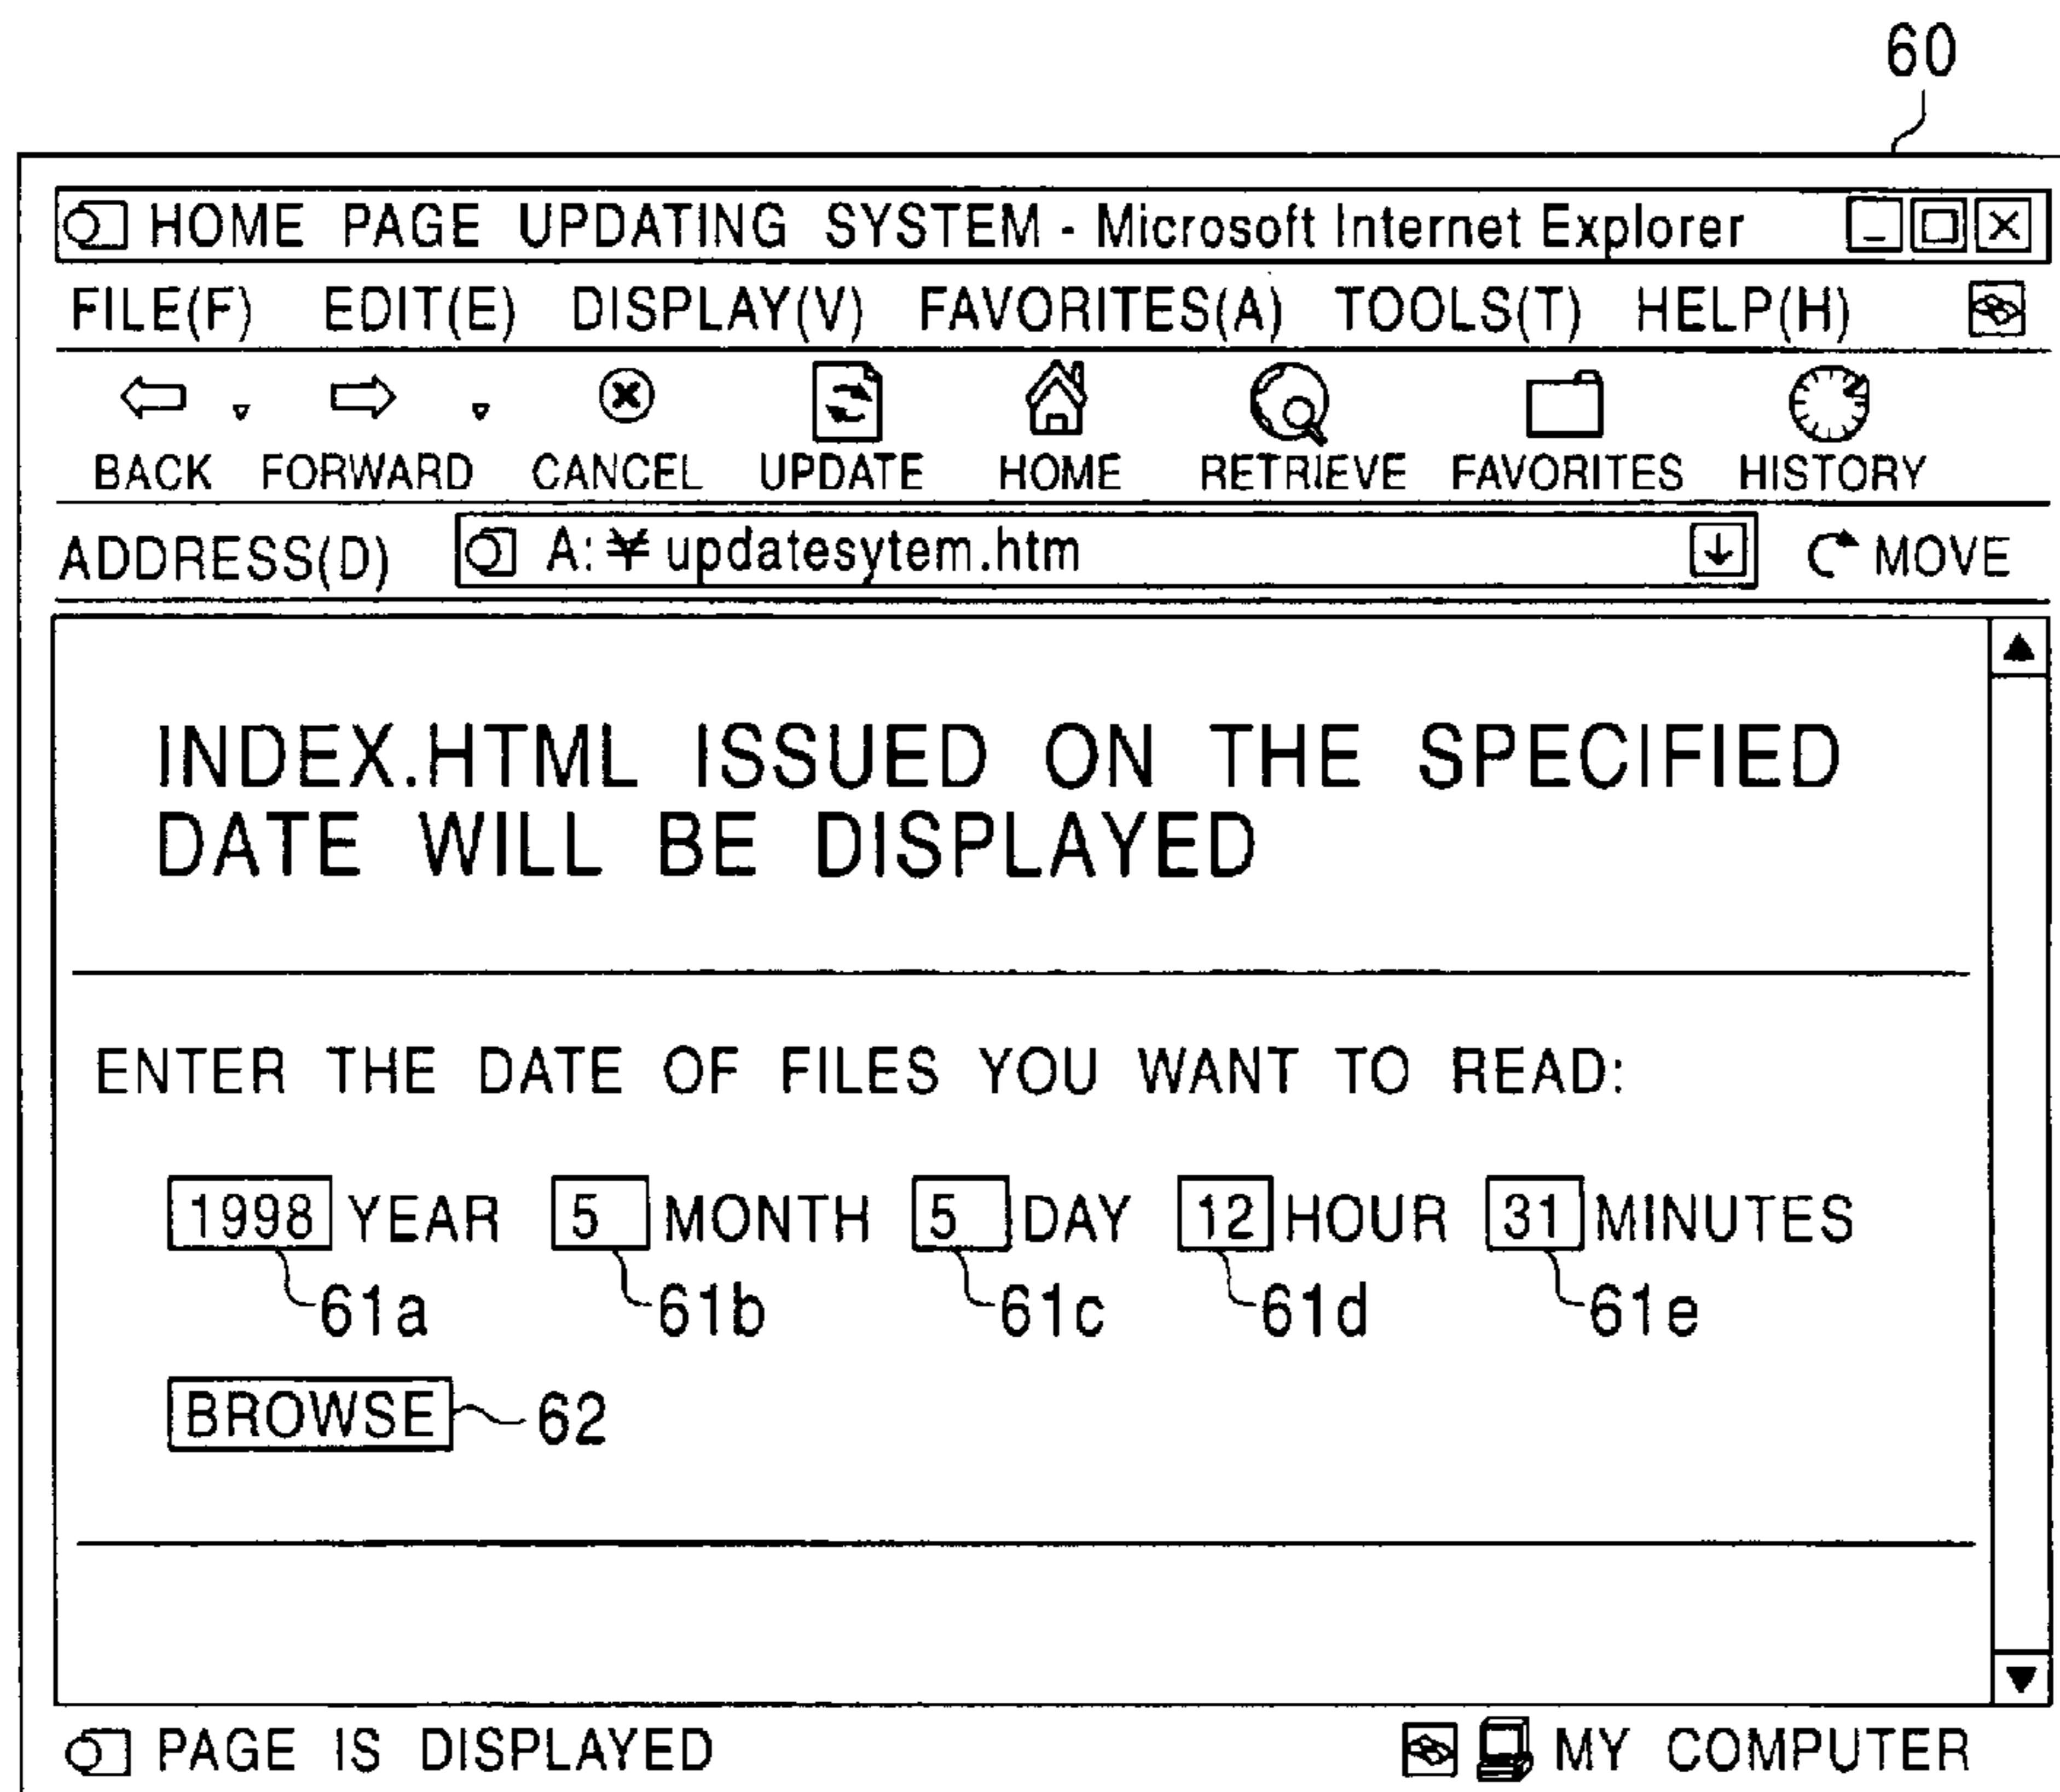 60
HOME PAGE UPDATING SYSTEM - Microsoft Internet Explorer
FILE(F) EDIT(E) DISPLAY(V) FAVORITES(A) TOOLS(T) HELP(H)
BACK FORWARD CANCEL UPDATE HOME RETRIEVE FAVORITES HISTORY
ADDRESS(D) A:¥updatesytem.htm MOVE
INDEX.HTML ISSUED ON THE SPECIFIED
DATE WILL BE DISPLAYED
ENTER THE DATE OF FILES YOU WANT TO READ:
1998 YEAR 5 MONTH 5 DAY 12 HOUR 31 MINUTES
61a 61b 61c 61d 61e
BROWSE 62
PAGE IS DISPLAYED MY COMPUTER